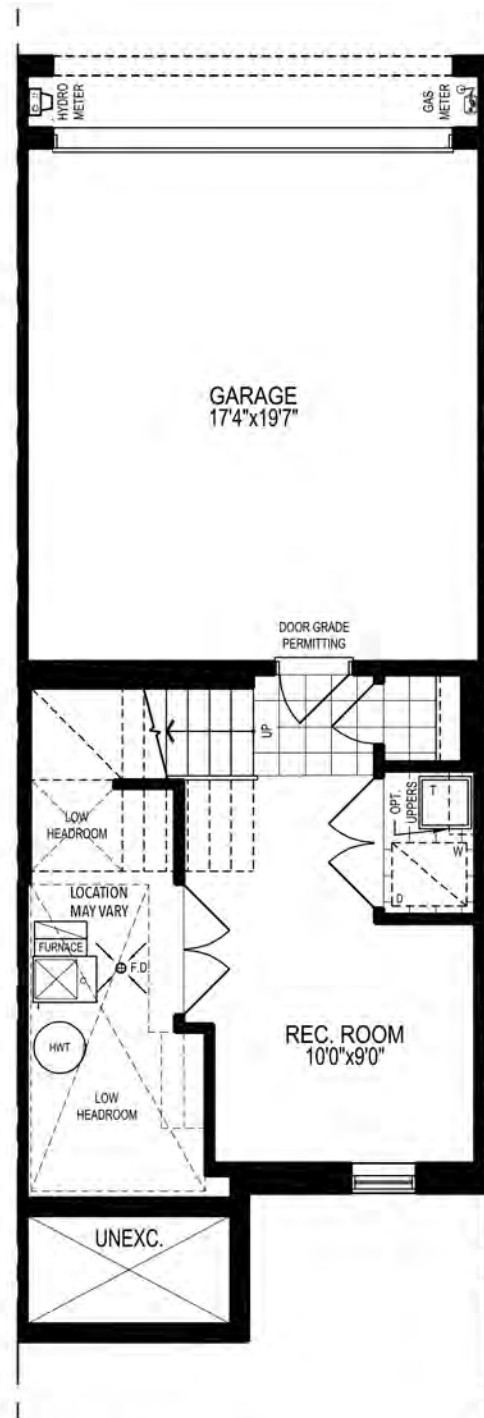 HYDRO
METER
GAS
METER
GARAGE
17'4"x19'7"
DOOR GRADE
PERMITTING
UP
LOW
HEADROOM
OPT.
UPPERS
T
W
D
LOCATION
MAY VARY
FURNACE
F.D
HWT
REC. ROOM
10'0"x9'0"
LOW
HEADROOM
UNEXC.